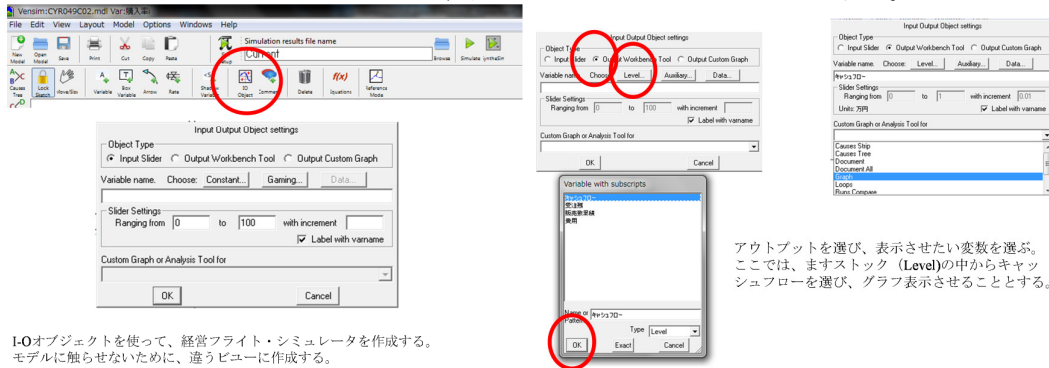 Vensim:CYR049C02.mdl Var:購入率
File Edit View Layout Model Options Windows Help
Simulation results file name
Current
New Model
Open Model
Save
Print
Cut
Copy
Paste
Setup
Browse
Simulate
SyntheSim
Causes Tree
Lock Sketch
Move/Size
Variable
Box Variable
Arrow
Rate
Shadow Variable
IO Object
Comment
Delete
f(x)
Equations
Reference Mode
Input Output Object settings
Object Type
Input Slider
Output Workbench Tool
Output Custom Graph
Variable name. Choose: Constant... Gaming... Data...
Slider Settings
Ranging from 0 to 100 with increment
Label with varname
Custom Graph or Analysis Tool for
OK Cancel
I-Oオブジェクトを使って、経営フライト・シミュレータを作成する。
モデルに触らせないために、違うビューに作成する。
Input Output Object settings
Object Type
Input Slider Output Workbench Tool Output Custom Graph
Variable name. Choose: Level... Auxiliary... Data...
Slider Settings
Ranging from 0 to 100 with increment
Label with varname
Custom Graph or Analysis Tool for
OK Cancel
Variable with subscripts
キャッシュフロー
受注残
販売数累積
費用
Name or Pattern キャッシュフロー
Type Level
OK Exact Cancel
Input Output Object settings
Object Type
Input Slider Output Workbench Tool Output Custom Graph
Variable name. Choose: Level... Auxiliary... Data...
キャッシュフロー
Slider Settings
Ranging from 0 to 1 with increment 0.01
Units: 万円 Label with varname
Custom Graph or Analysis Tool for
Causes Strip
Causes Tree
Document
Document All
Graph
Loops
Runs Compare
アウトプットを選び、表示させたい変数を選ぶ。
ここでは、ますストック（Level)の中からキャッ
シュフローを選び、グラフ表示させることとする。